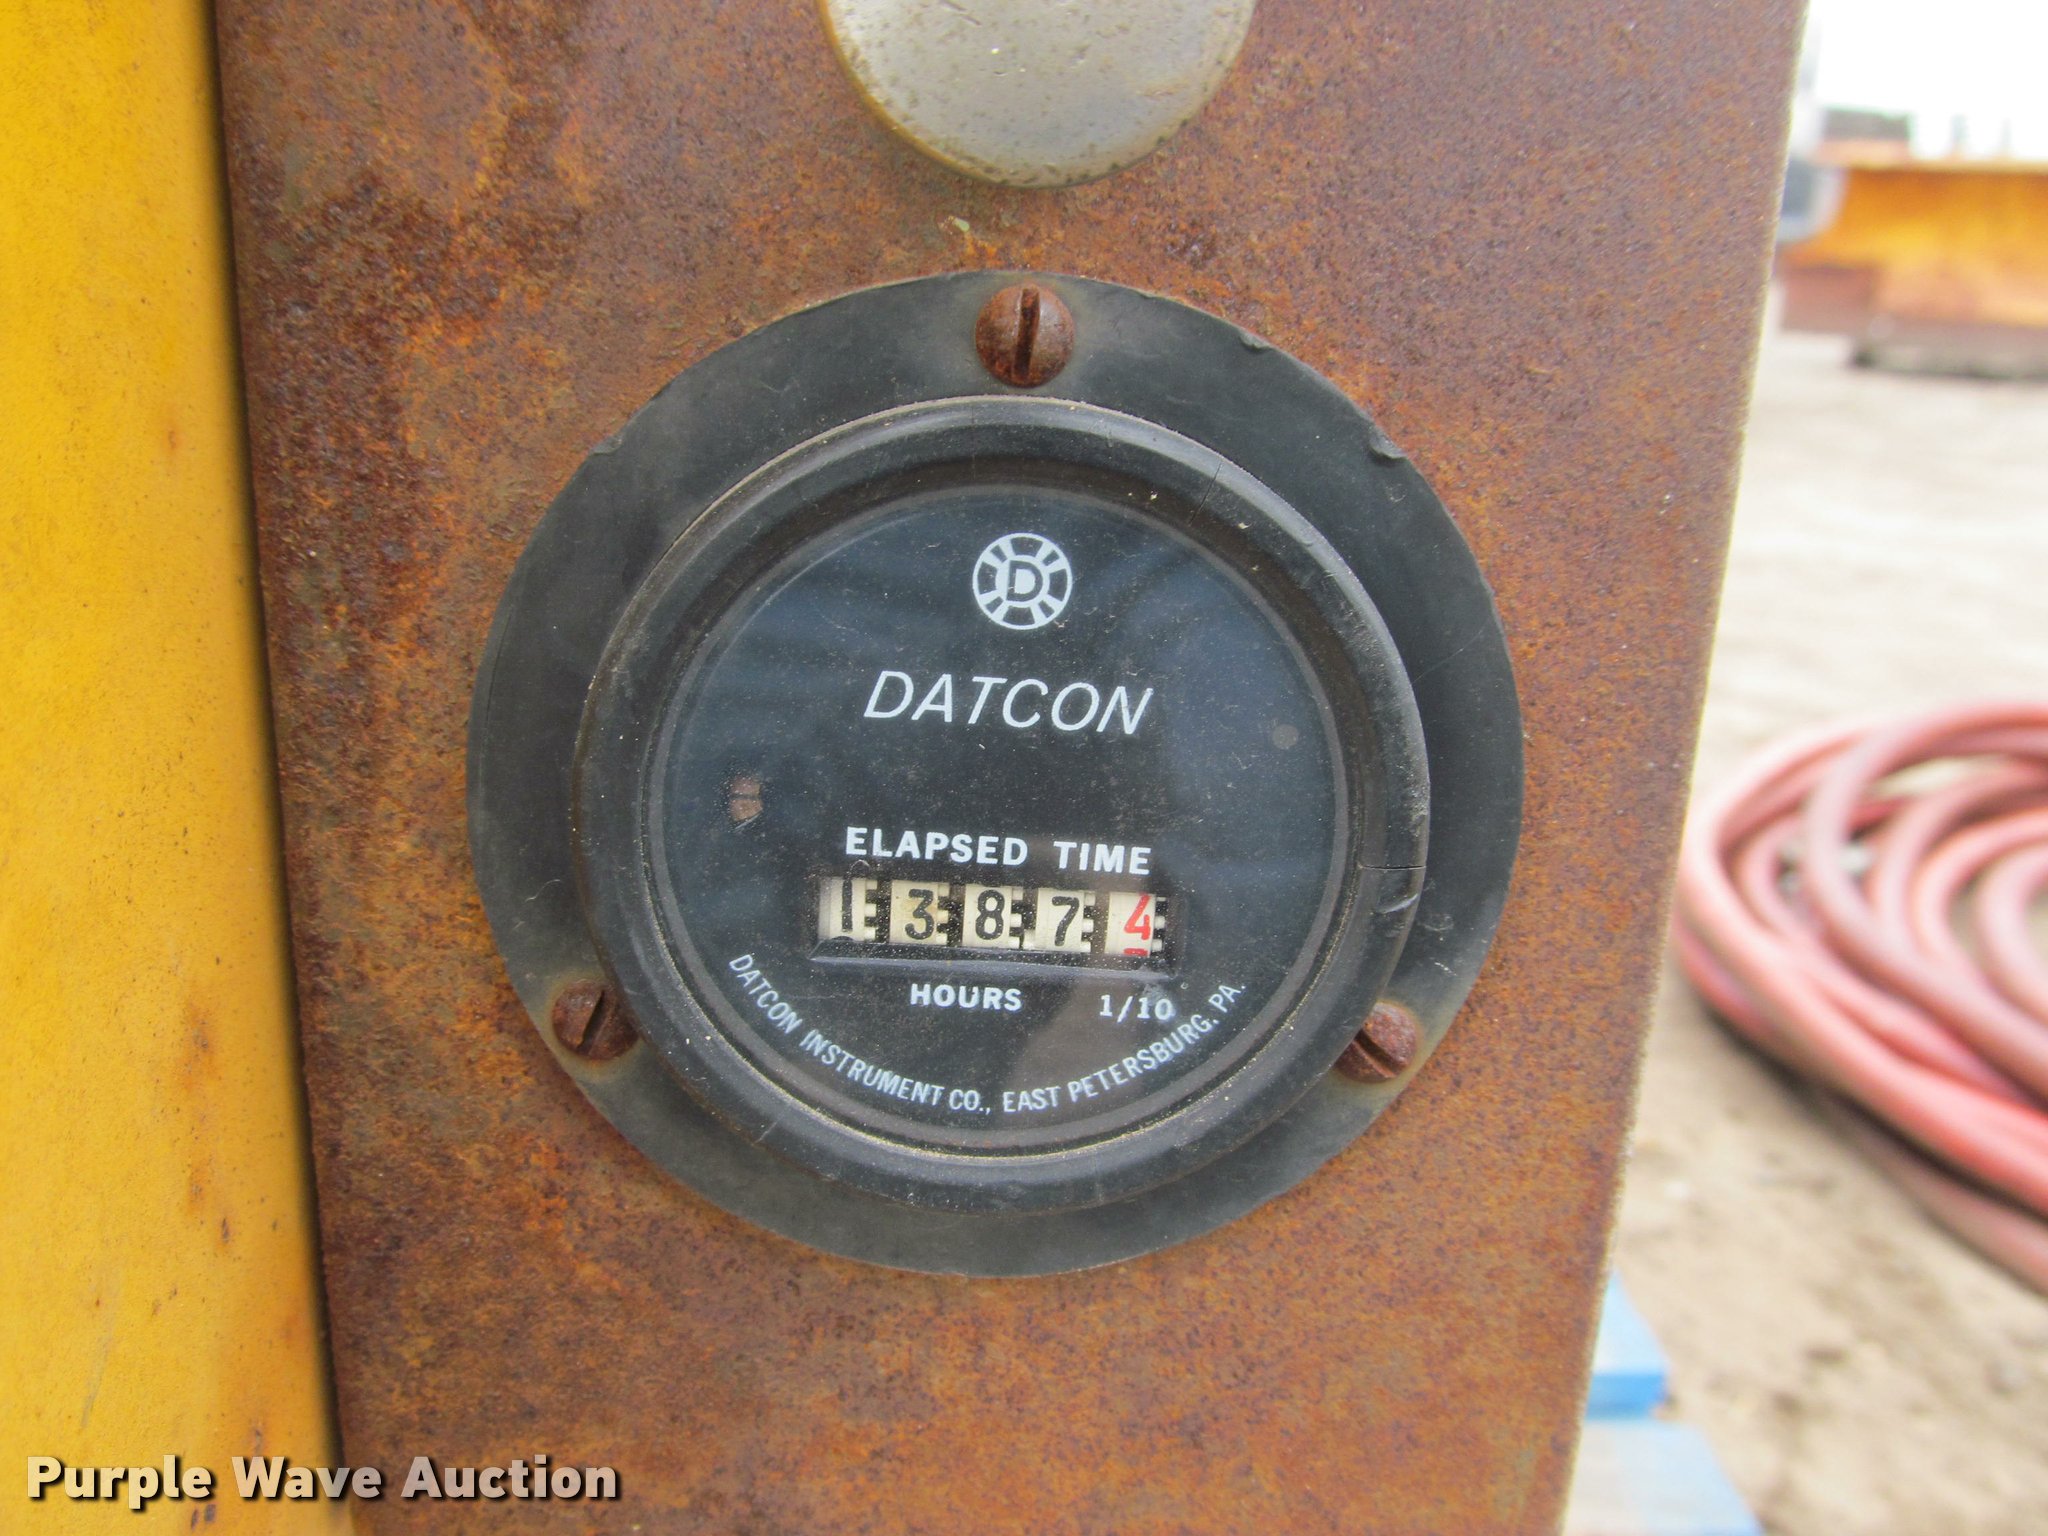 D
DATCON
ELAPSED TIME
1 3 8 7 4
HOURS 1/10
DATCON INSTRUMENT CO., EAST PETERSBURG, PA.
Purple Wave Auction